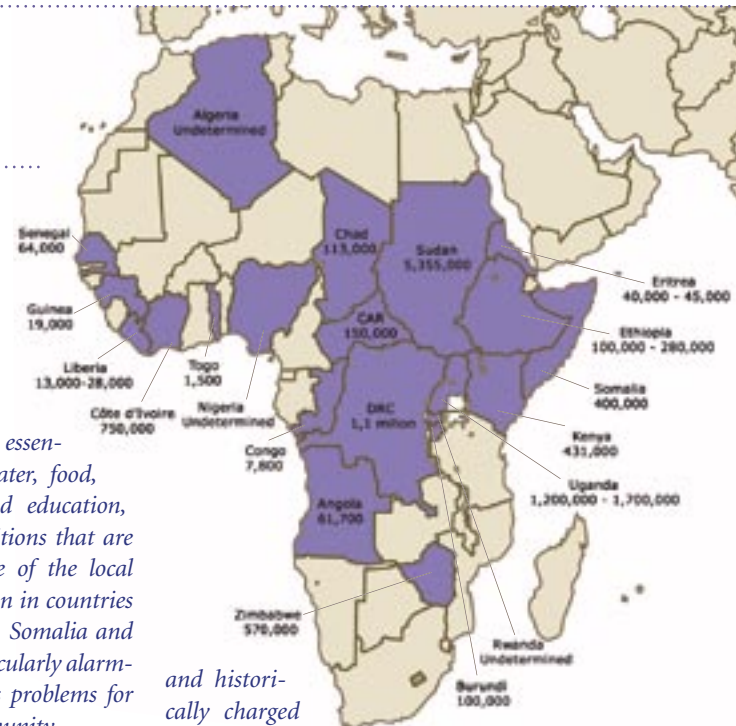 Algeria
Undetermined
Senegal
64,000
Chad
113,000
Sudan
5,355,000
Eritrea
40,000 - 45,000
Guinea
19,000
CAR
150,000
Ethiopia
100,000 - 280,000
Liberia
13,000-28,000
Togo
1,500
Somalia
400,000
Côte d'Ivoire
750,000
Nigeria
Undetermined
DRC
1,1 milion
Kenya
431,000
Congo
7,800
Uganda
1,200,000 - 1,700,000
Angola
61,700
Zimbabwe
570,000
Rwanda
Undetermined
Burundi
100,000
essen-
ater, food,
d education,
tions that are
e of the local
n in countries
Somalia and
cularly alarm-
problems for
unity
and histori-
cally charged